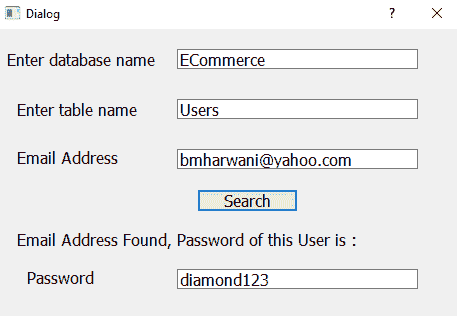 Dialog ?
Enter database name ECommerce
Enter table name Users
Email Address bmharwani@yahoo.com
Search
Email Address Found, Password of this User is :
Password diamond123